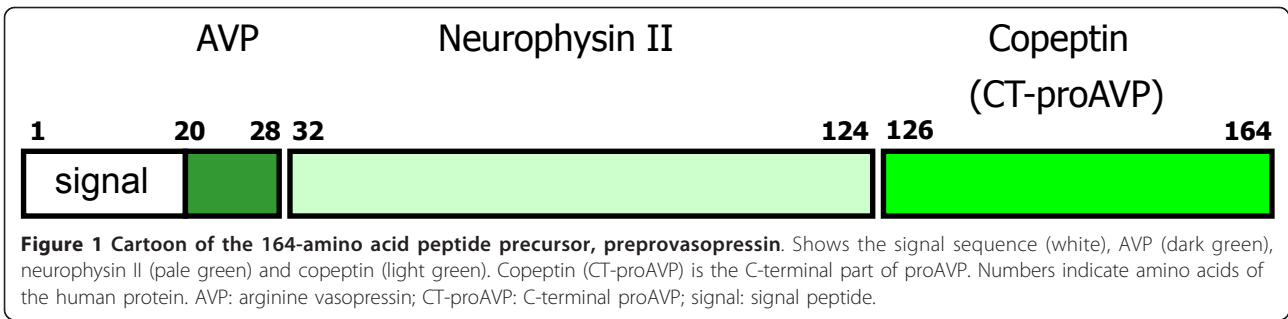 AVP Neurophysin II Copeptin
(CT-proAVP)
1 20 28 32 124 126 164
signal
Figure 1 Cartoon of the 164-amino acid peptide precursor, preprovasopressin. Shows the signal sequence (white), AVP (dark green),
neurophysin II (pale green) and copeptin (light green). Copeptin (CT-proAVP) is the C-terminal part of proAVP. Numbers indicate amino acids of
the human protein. AVP: arginine vasopressin; CT-proAVP: C-terminal proAVP; signal: signal peptide.